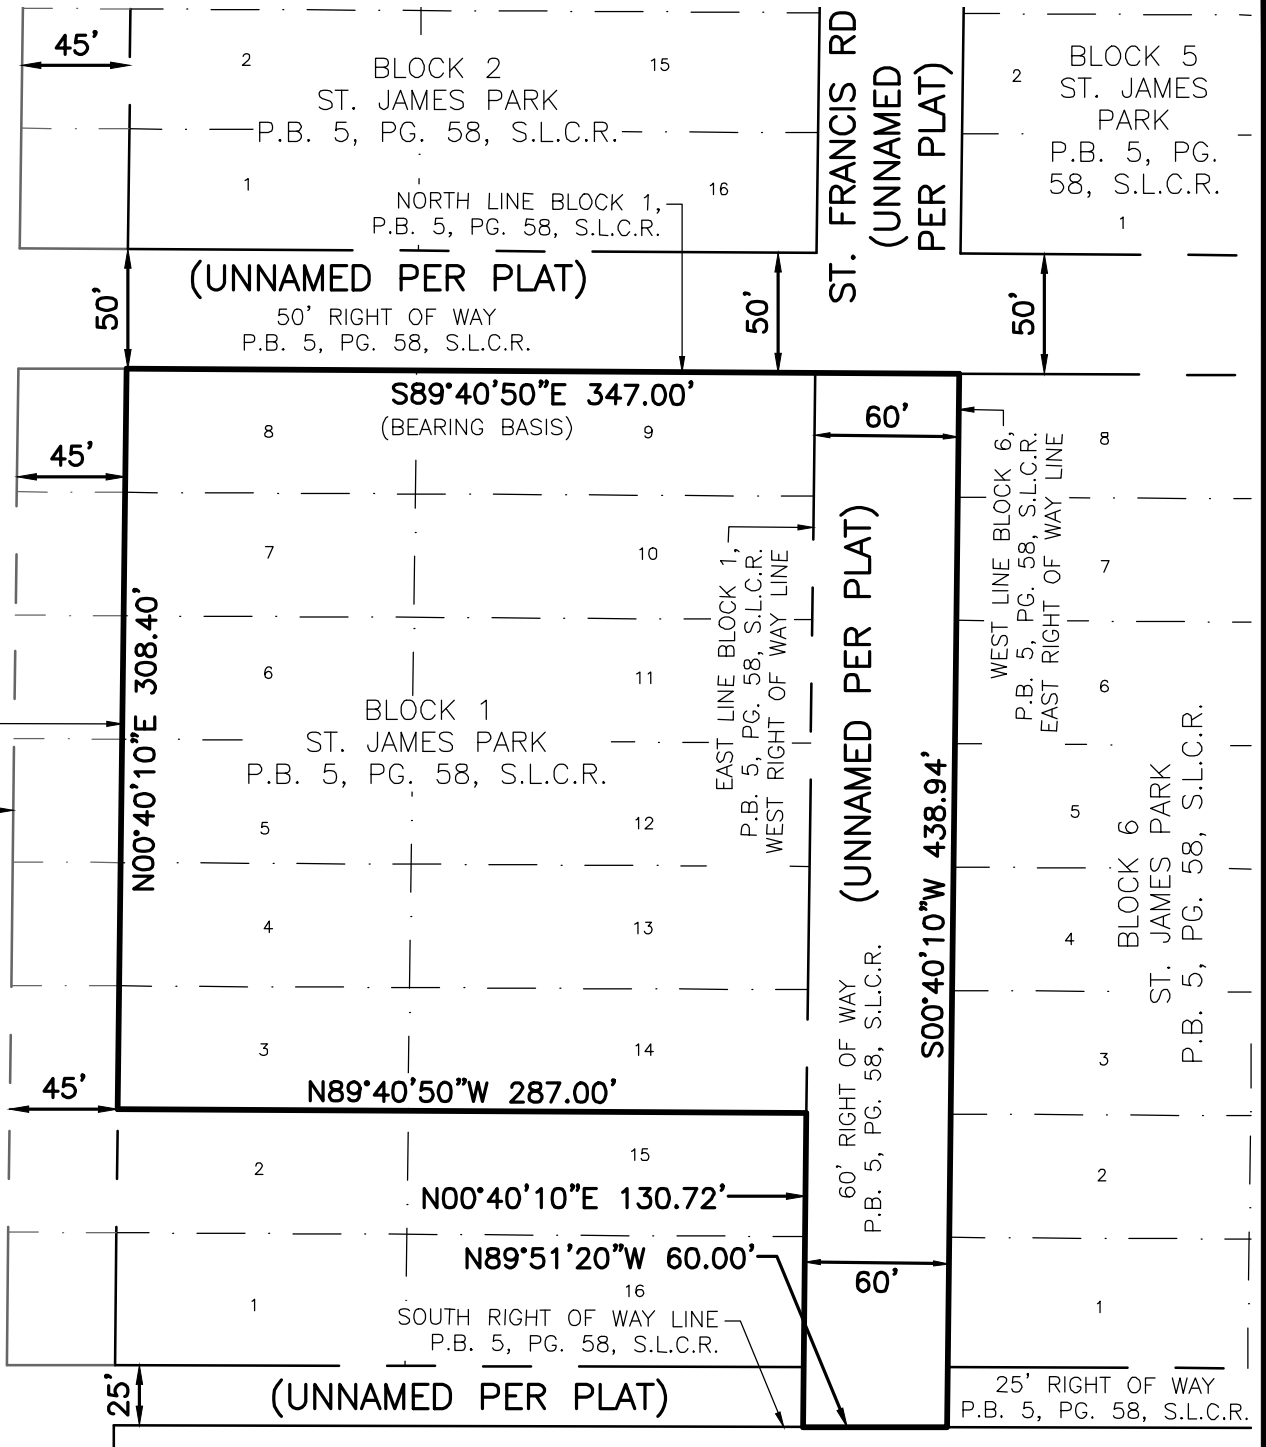 45'
2
BLOCK 2
ST. JAMES PARK
P.B. 5, PG. 58, S.L.C.R.
15
1
16
ST. FRANCIS RD
(UNNAMED
PER PLAT)
2
BLOCK 5
ST. JAMES
PARK
P.B. 5, PG.
58, S.L.C.R.
1
NORTH LINE BLOCK 1,
P.B. 5, PG. 58, S.L.C.R.
50'
(UNNAMED PER PLAT)
50' RIGHT OF WAY
P.B. 5, PG. 58, S.L.C.R.
50'
50'
S89°40'50"E 347.00'
(BEARING BASIS)
60'
45'
8
9
7
10
6
11
BLOCK 1
ST. JAMES PARK
P.B. 5, PG. 58, S.L.C.R.
5
12
4
13
3
14
N00°40'10"E 308.40'
EAST LINE BLOCK 1,
P.B. 5, PG. 58, S.L.C.R.
WEST RIGHT OF WAY LINE
(UNNAMED PER PLAT)
60' RIGHT OF WAY
P.B. 5, PG. 58, S.L.C.R.
S00°40'10"W 438.94'
WEST LINE BLOCK 6,
P.B. 5, PG. 58, S.L.C.R.
EAST RIGHT OF WAY LINE
8
7
6
5
4
3
2
1
BLOCK 6
ST. JAMES PARK
P.B. 5, PG. 58, S.L.C.R.
45'
N89°40'50"W 287.00'
2
15
N00°40'10"E 130.72'
N89°51'20"W 60.00'
60'
1
16
SOUTH RIGHT OF WAY LINE
P.B. 5, PG. 58, S.L.C.R.
25'
(UNNAMED PER PLAT)
25' RIGHT OF WAY
P.B. 5, PG. 58, S.L.C.R.